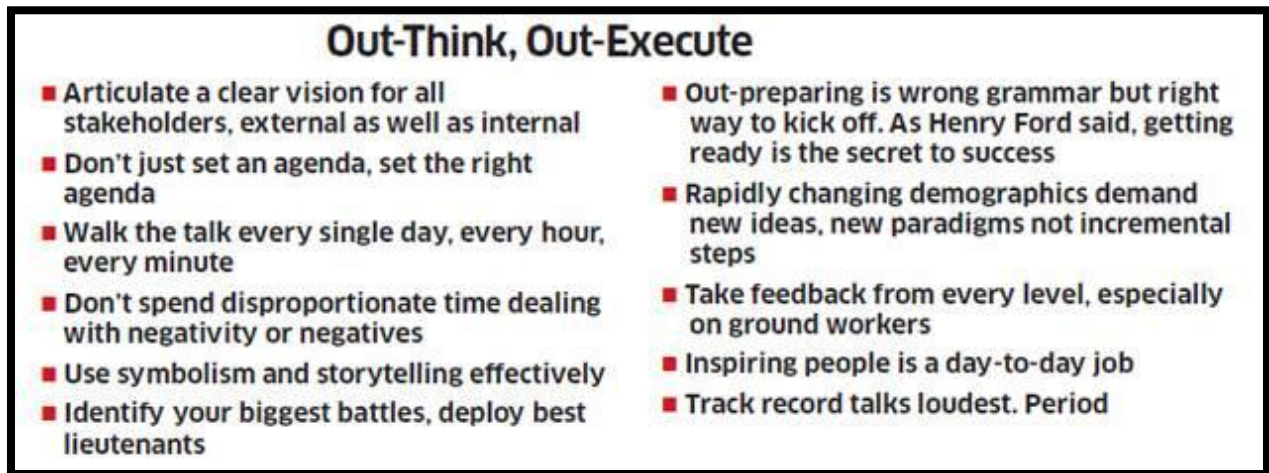 Out-Think, Out-Execute
■ Articulate a clear vision for all
stakeholders, external as well as internal
■ Don't just set an agenda, set the right
agenda
■ Walk the talk every single day, every hour,
every minute
■ Don't spend disproportionate time dealing
with negativity or negatives
■ Use symbolism and storytelling effectively
■ Identify your biggest battles, deploy best
lieutenants
■ Out-preparing is wrong grammar but right
way to kick off. As Henry Ford said, getting
ready is the secret to success
■ Rapidly changing demographics demand
new ideas, new paradigms not incremental
steps
■ Take feedback from every level, especially
on ground workers
■ Inspiring people is a day-to-day job
■ Track record talks loudest. Period